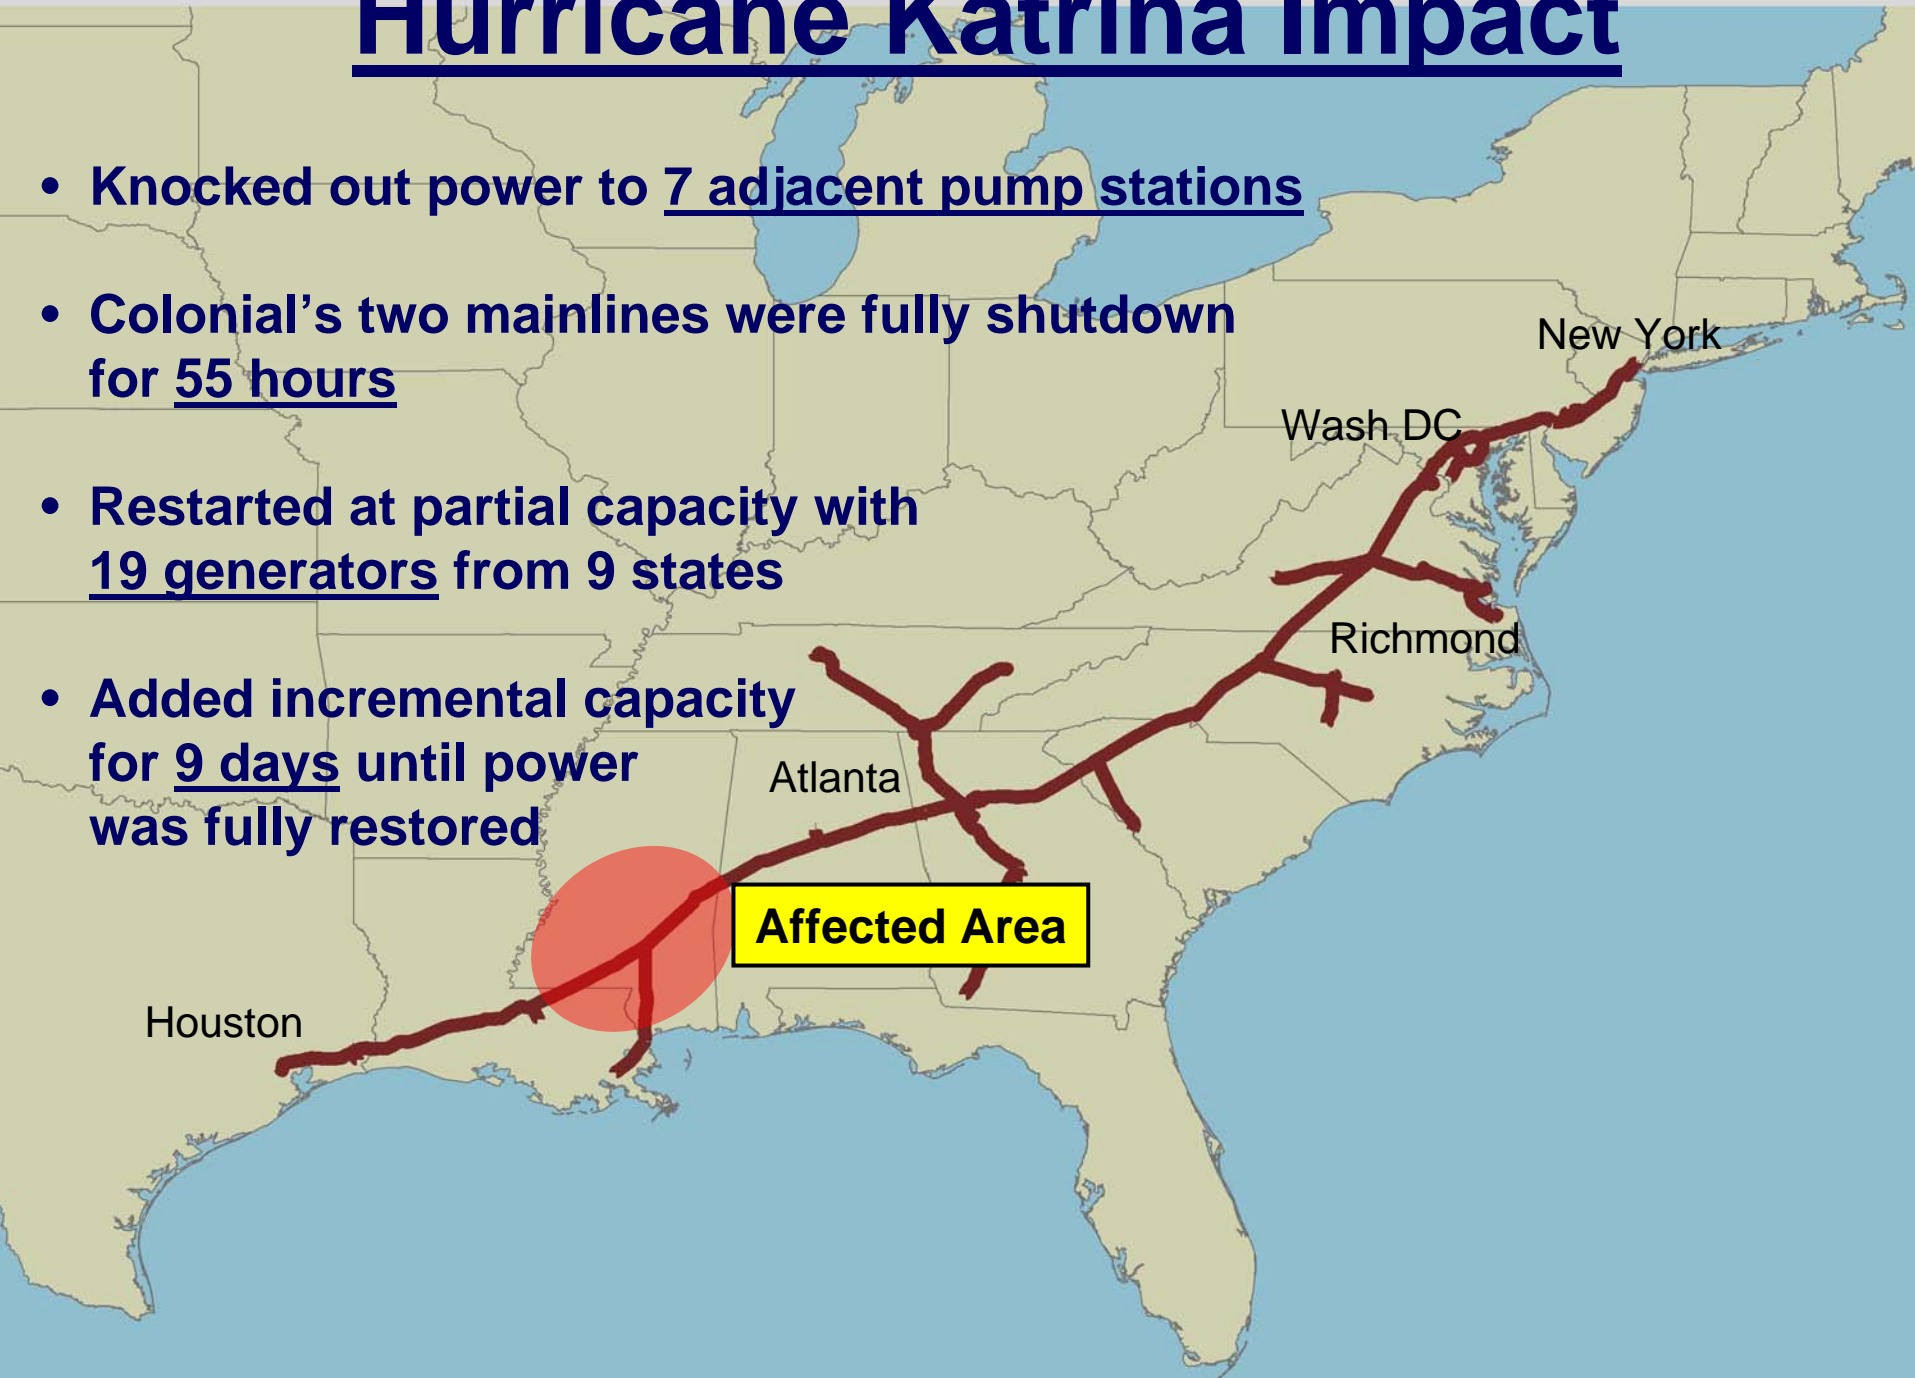 Hurricane Katrina Impact
• Knocked out power to 7 adjacent pump stations
• Colonial's two mainlines were fully shutdown
for 55 hours
• Restarted at partial capacity with
19 generators from 9 states
• Added incremental capacity
for 9 days until power
was fully restored
New York
Wash DC
Richmond
Atlanta
Affected Area
Houston